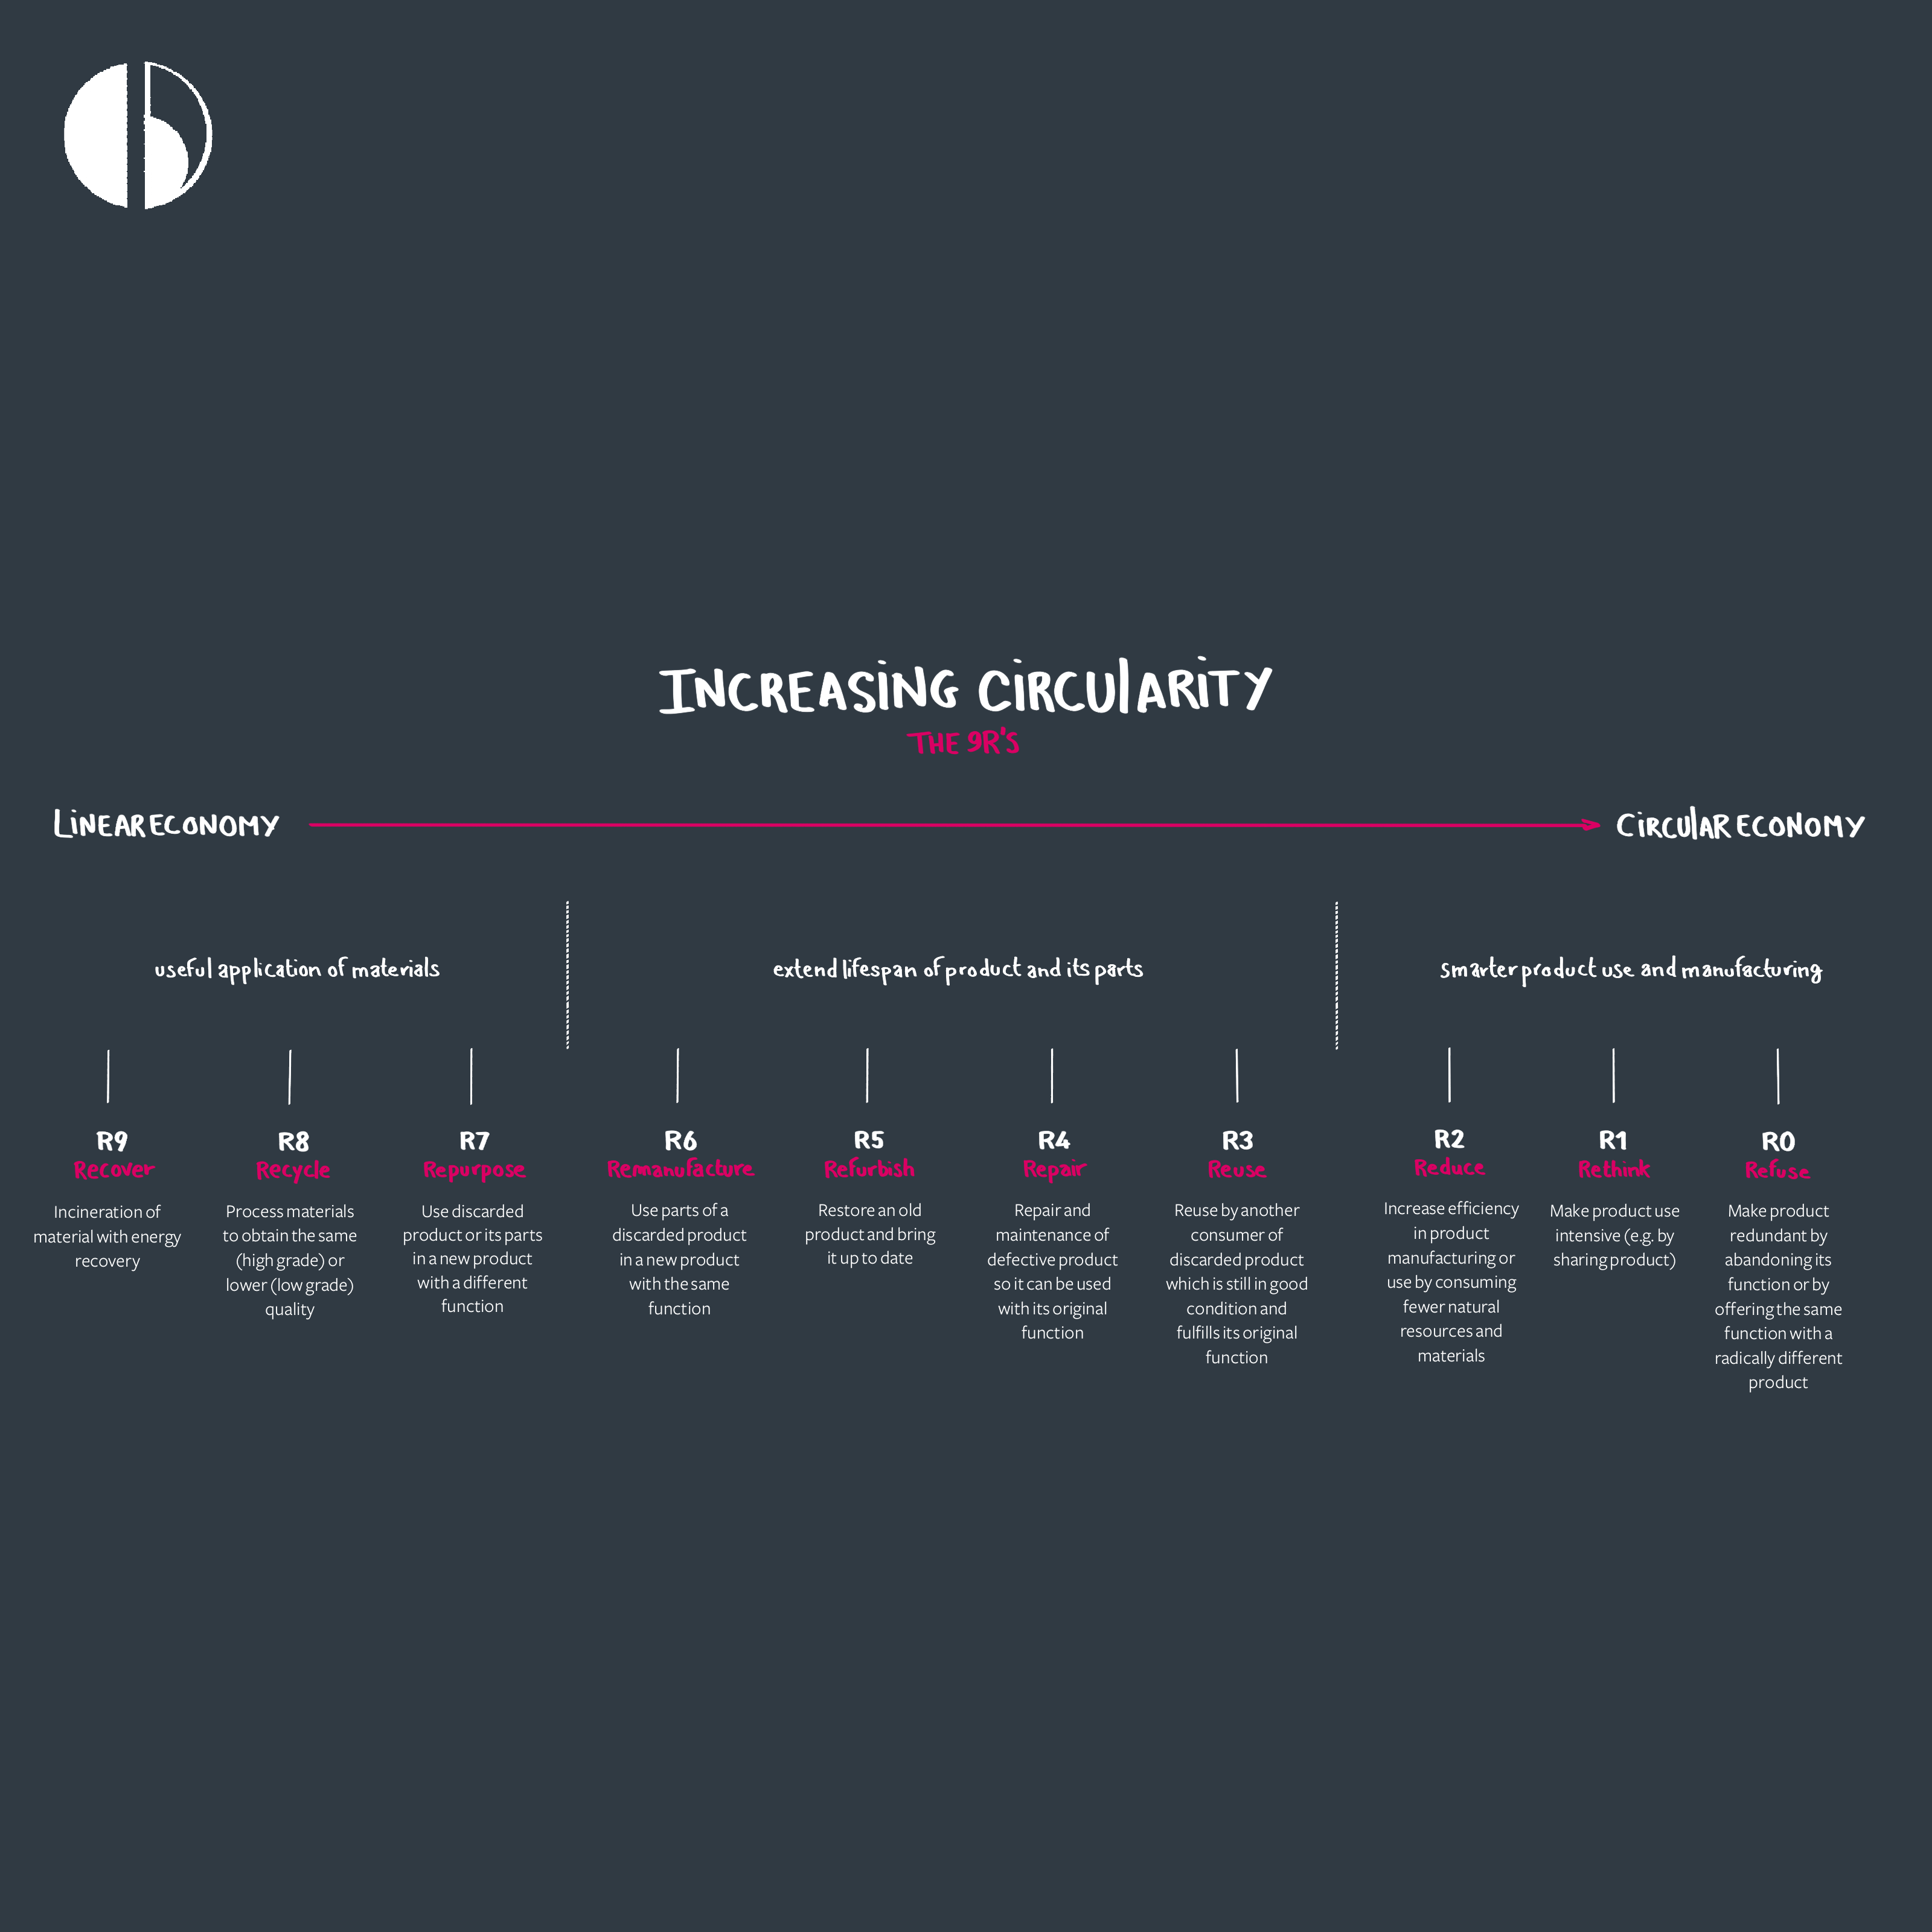 INCREASING CIRCULARITY
THE 9R'S
LINEAR ECONOMY
CIRCULAR ECONOMY
useful application of materials
extend lifespan of product and its parts
smarter product use and manufacturing
R9
Recover
Incineration of
material with energy
recovery
R8
Recycle
Process materials
to obtain the same
(high grade) or
lower (low grade)
quality
R7
Repurpose
Use discarded
product or its parts
in a new product
with a different
function
R6
Remanufacture
Use parts of a
discarded product
in a new product
with the same
function
R5
Refurbish
Restore an old
product and bring
it up to date
R4
Repair
Repair and
maintenance of
defective product
so it can be used
with its original
function
R3
Reuse
Reuse by another
consumer of
discarded product
which is still in good
condition and
fulfills its original
function
R2
Reduce
Increase efficiency
in product
manufacturing or
use by consuming
fewer natural
resources and
materials
R1
Rethink
Make product use
intensive (e.g. by
sharing product)
R0
Refuse
Make product
redundant by
abandoning its
function or by
offering the same
function with a
radically different
product